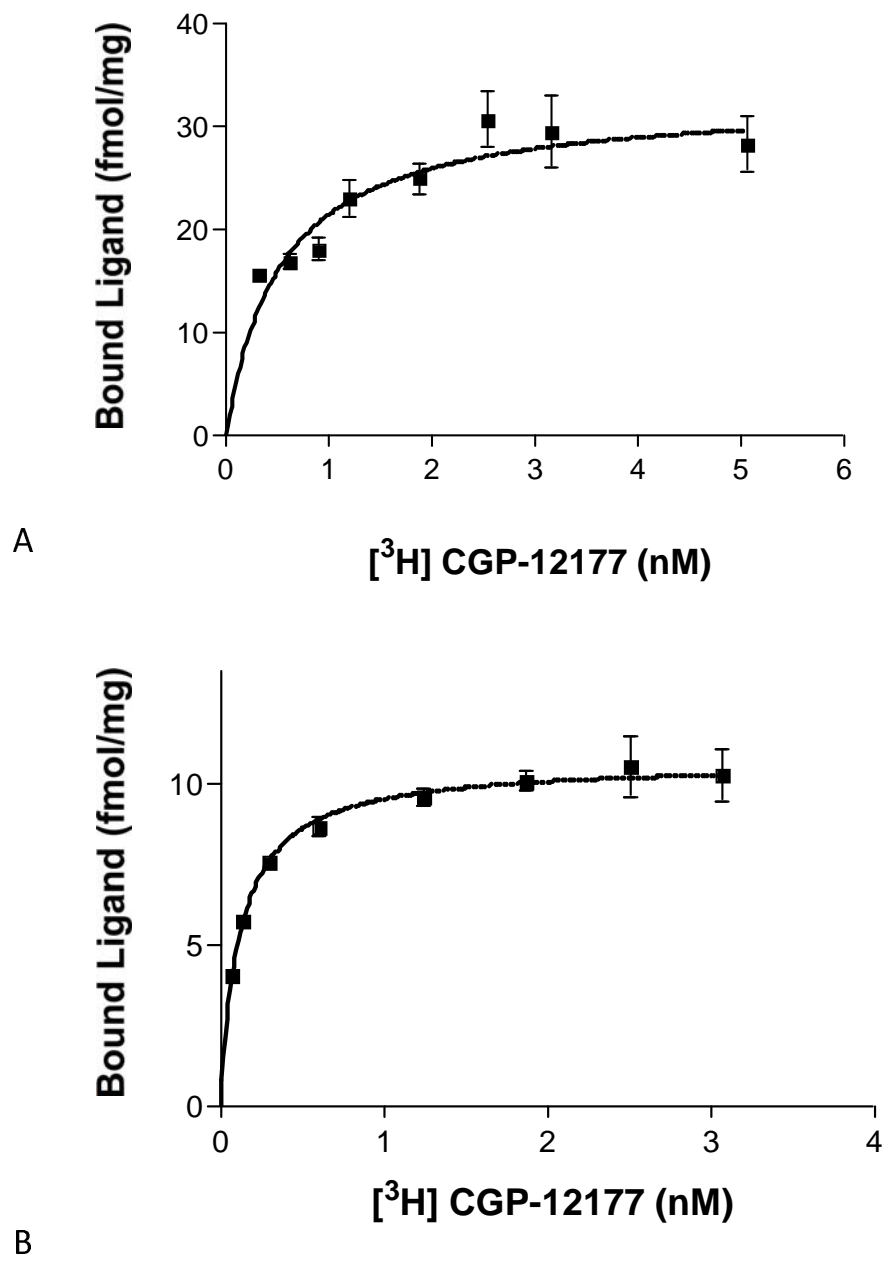 Bound Ligand (fmol/mg)
40
30
20
10
0
0 1 2 3 4 5 6
A
[³H] CGP-12177 (nM)
Bound Ligand (fmol/mg)
10
5
0
0 1 2 3 4
[³H] CGP-12177 (nM)
B